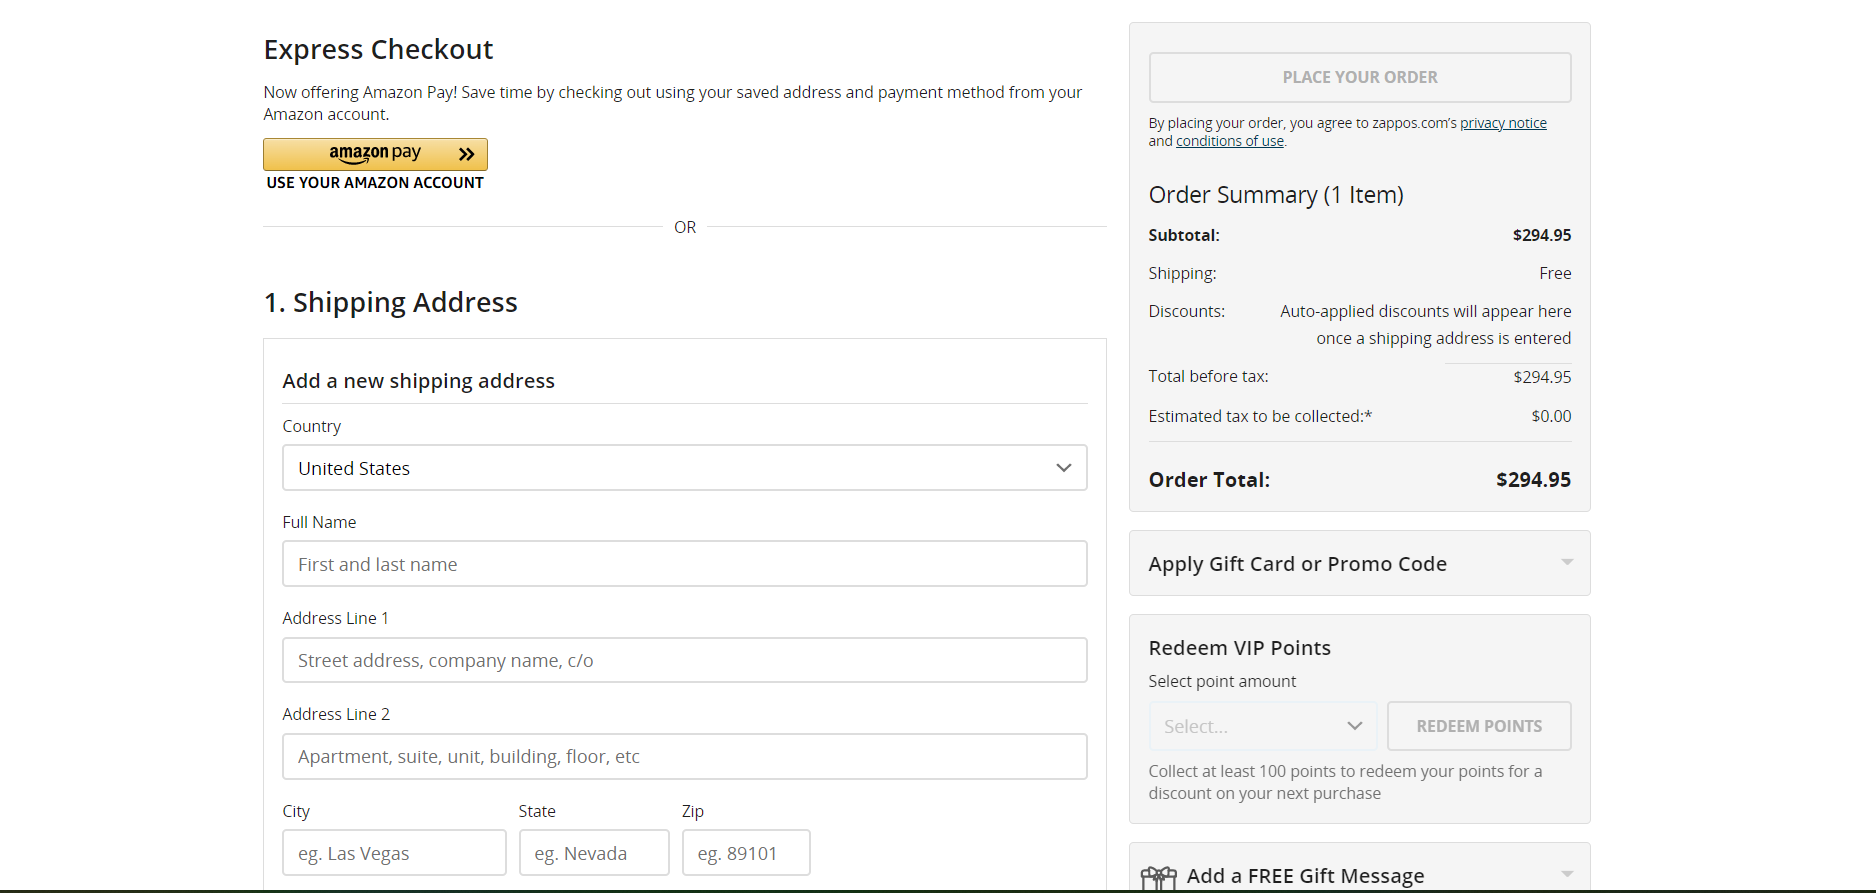 Express Checkout
Now offering Amazon Pay! Save time by checking out using your saved address and payment method from your
Amazon account.
amazon pay
USE YOUR AMAZON ACCOUNT
OR
1. Shipping Address
Add a new shipping address
Country
United States
Full Name
First and last name
Address Line 1
Street address, company name, c/o
Address Line 2
Apartment, suite, unit, building, floor, etc
City State Zip
eg. Las Vegas eg. Nevada eg. 89101
PLACE YOUR ORDER
By placing your order, you agree to zappos.com’s privacy notice
and conditions of use.
Order Summary (1 Item)
Subtotal: $294.95
Shipping: Free
Discounts: Auto-applied discounts will appear here
once a shipping address is entered
Total before tax: $294.95
Estimated tax to be collected:* $0.00
Order Total: $294.95
Apply Gift Card or Promo Code
Redeem VIP Points
Select point amount
Select... REDEEM POINTS
Collect at least 100 points to redeem your points for a
discount on your next purchase
Add a FREE Gift Message